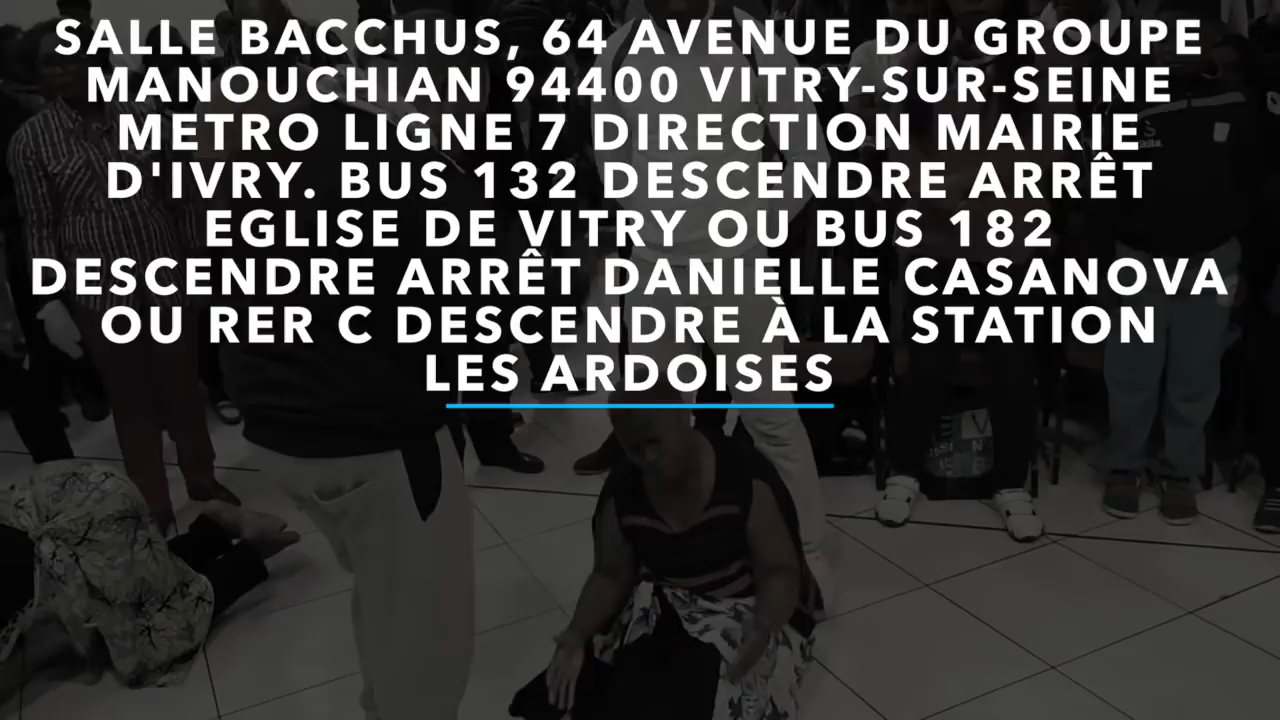 SALLE BACCHUS, 64 AVENUE DU GROUPE
MANOUCHIAN 94400 VITRY-SUR-SEINE
METRO LIGNE 7 DIRECTION MAIRIE
D'IVRY. BUS 132 DESCENDRE ARRÊT
EGLISE DE VITRY OU BUS 182
DESCENDRE ARRÊT DANIELLE CASANOVA
OU RER C DESCENDRE À LA STATION
LES ARDOISES